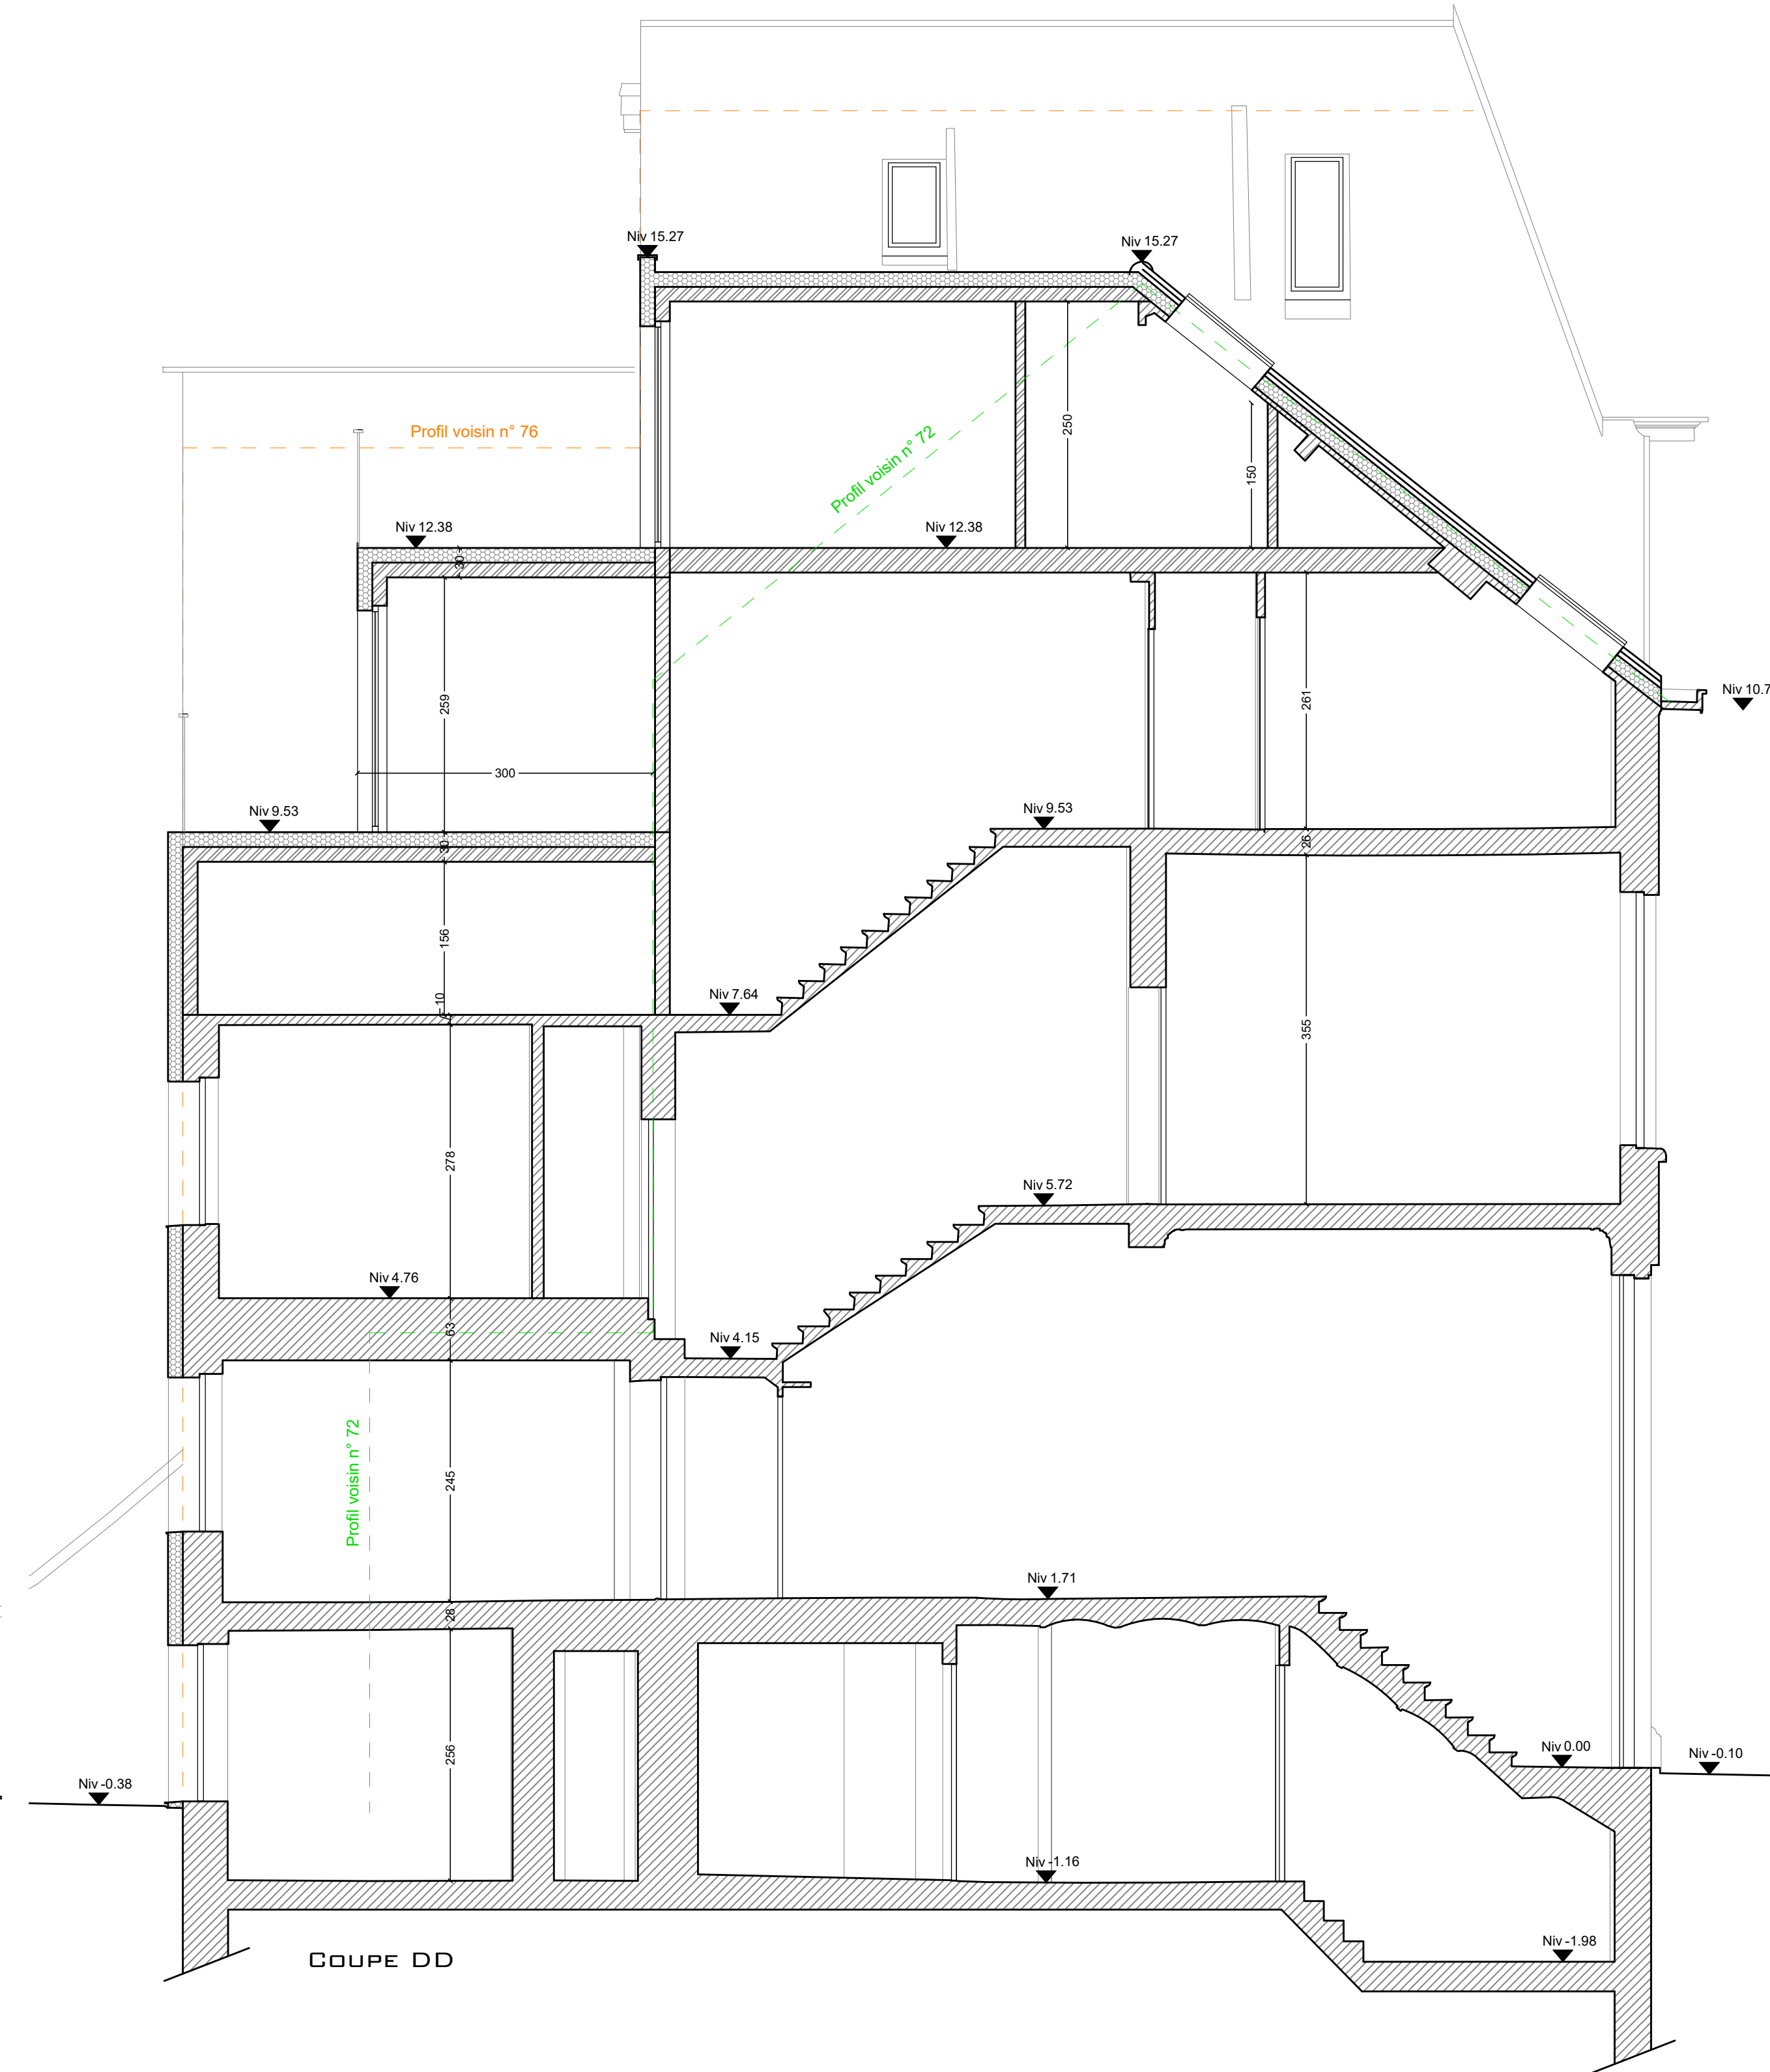 Niv 15.27
Niv 15.27
Profil voisin n° 76
Profil voisin n° 72
250
150
Niv 12.38
Niv 12.38
30
259
261
Niv 10.7
300
Niv 9.53
Niv 9.53
30
26
156
10
Niv 7.64
355
278
Niv 5.72
Niv 4.76
63
Niv 4.15
Profil voisin n° 72
245
Niv 1.71
28
256
Niv 0.00
Niv -0.10
Niv -0.38
Niv -1.16
Niv -1.98
COUPE DD